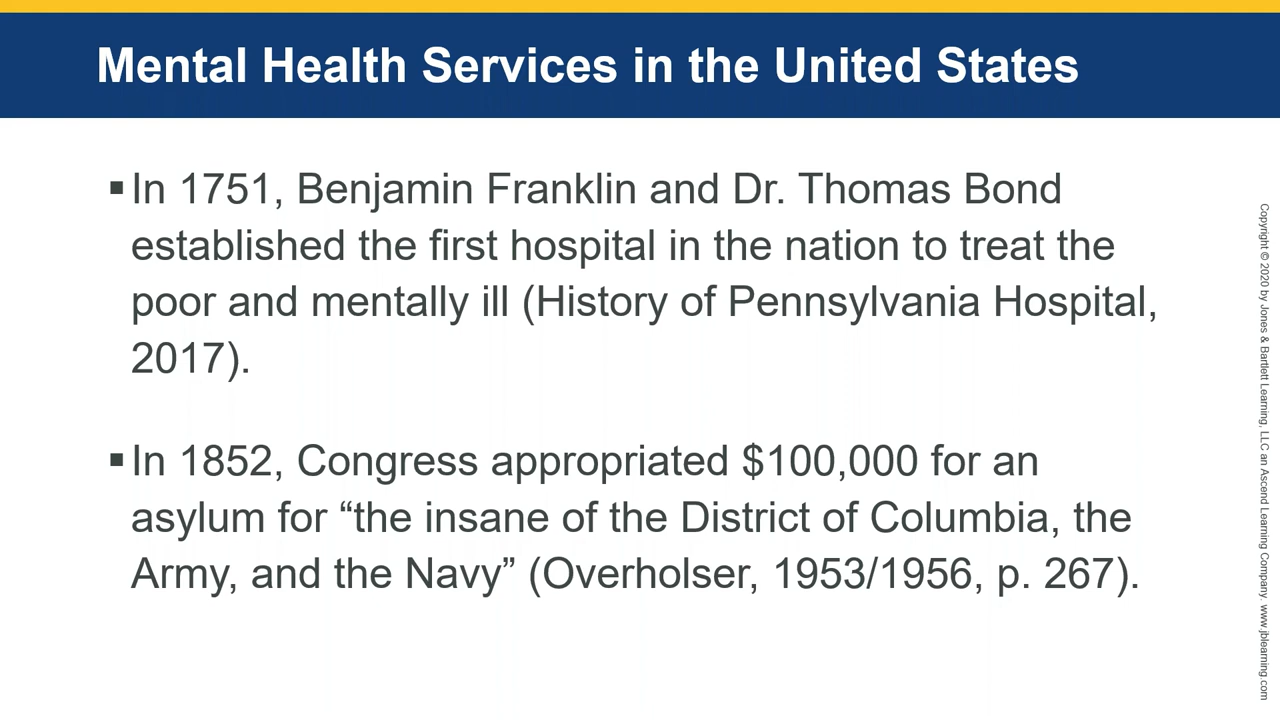 Mental Health Services in the United States
▪In 1751, Benjamin Franklin and Dr. Thomas Bond
established the first hospital in the nation to treat the
poor and mentally ill (History of Pennsylvania Hospital,
2017).
▪In 1852, Congress appropriated $100,000 for an
asylum for “the insane of the District of Columbia, the
Army, and the Navy” (Overholser, 1953/1956, p. 267).
Copyright © 2020 by Jones & Bartlett Learning, LLC an Ascend Learning Company. www.jblearning.com